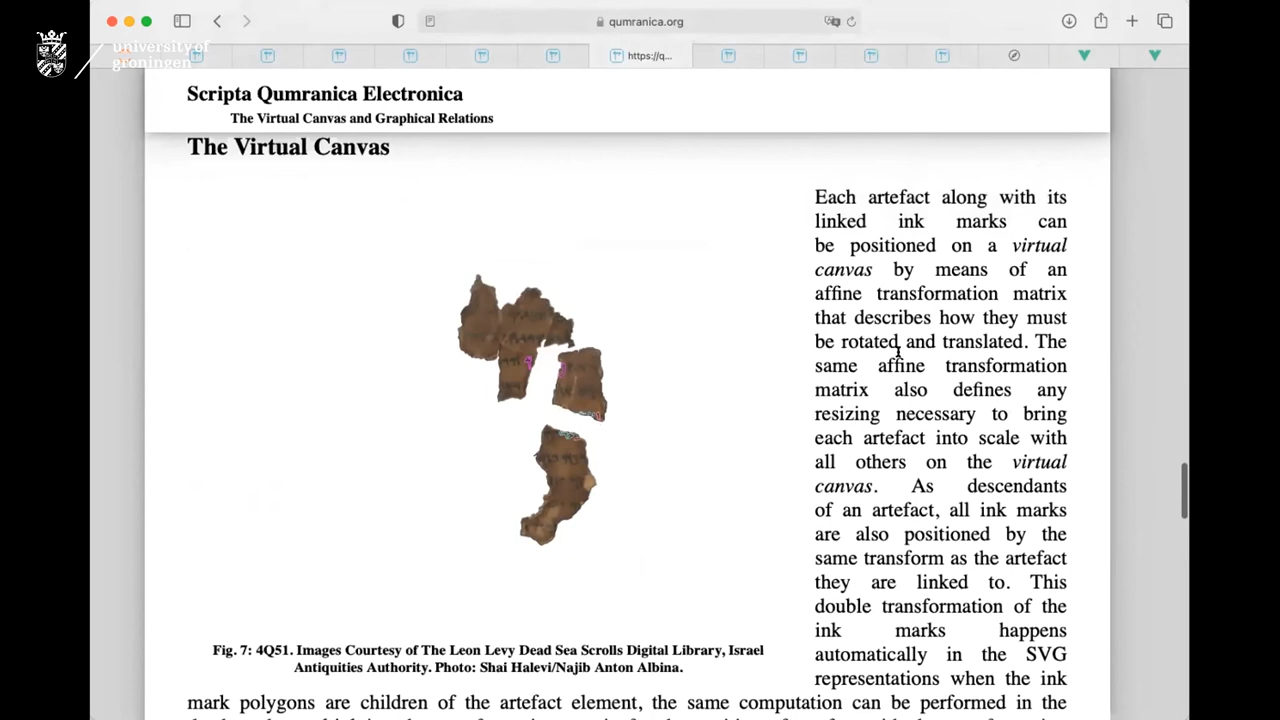 qumranica.org
university of
groningen
https://q...
Scripta Qumranica Electronica
The Virtual Canvas and Graphical Relations
The Virtual Canvas
Each artefact along with its
linked ink marks can
be positioned on a virtual
canvas by means of an
affine transformation matrix
that describes how they must
be rotated and translated. The
same affine transformation
matrix also defines any
resizing necessary to bring
each artefact into scale with
all others on the virtual
canvas. As descendants
of an artefact, all ink marks
are also positioned by the
same transform as the artefact
they are linked to. This
double transformation of the
ink marks happens
automatically in the SVG
representations when the ink
Fig. 7: 4Q51. Images Courtesy of The Leon Levy Dead Sea Scrolls Digital Library, Israel
Antiquities Authority. Photo: Shai Halevi/Najib Anton Albina.
mark polygons are children of the artefact element, the same computation can be performed in the